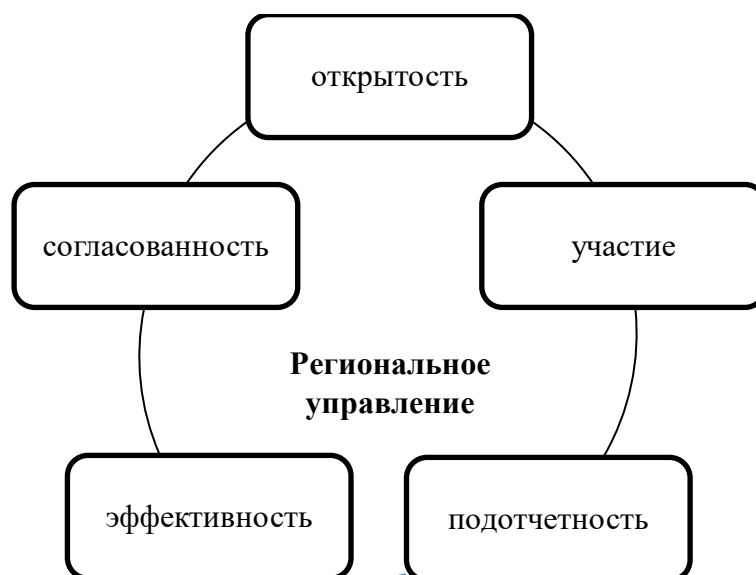 открытость
согласованность
участие
Региональное
управление
эффективность
подотчетность